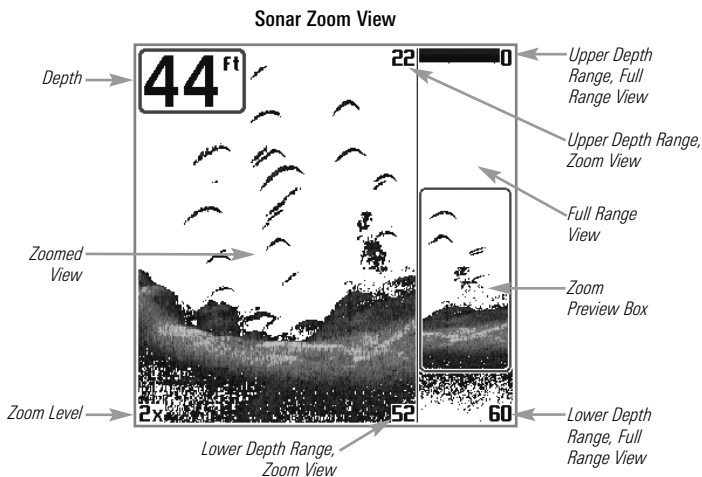 Sonar Zoom View
Depth
44 Ft
22
0
Upper Depth
Range, Full
Range View
Upper Depth Range,
Zoom View
Full Range
View
Zoomed
View
Zoom
Preview Box
Zoom Level
2x
52
60
Lower Depth
Range, Full
Range View
Lower Depth Range,
Zoom View